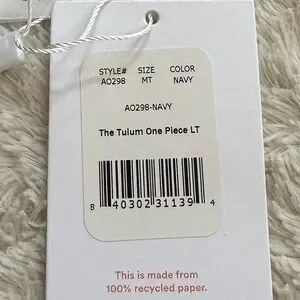 STYLE# SIZE COLOR
AO298 MT NAVY
AO298-NAVY
The Tulum One Piece LT
8 40302 31139 4
This is made from
100% recycled paper.